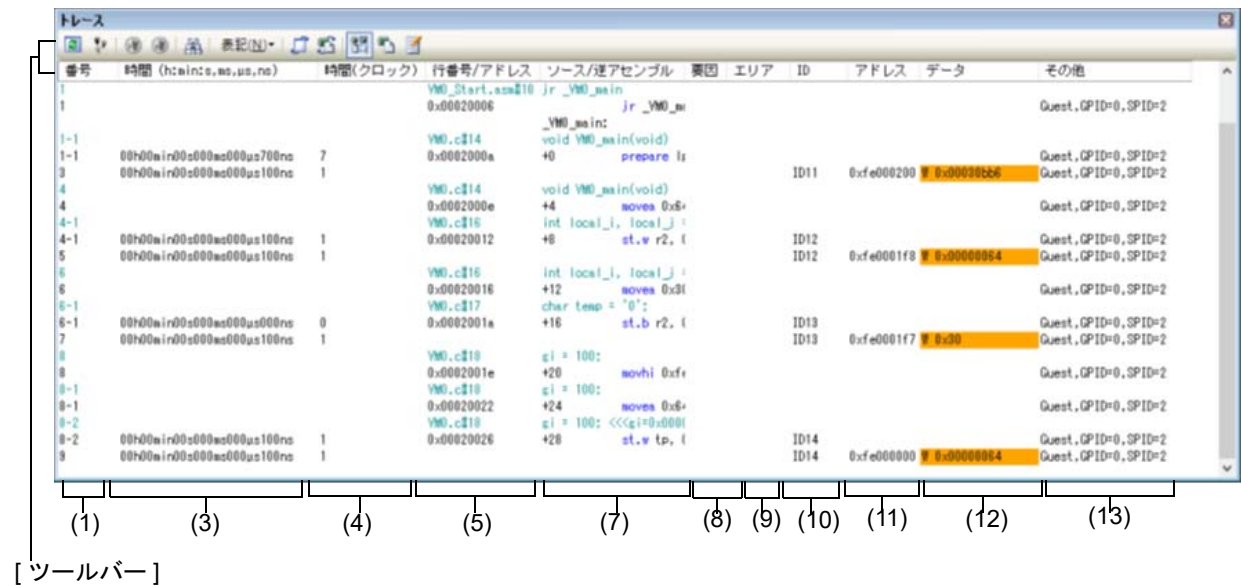 トレース
表記(N)▾
番号 時間 (h:min:s,ms,μs,ns) 時間(クロック) 行番号/アドレス ソース/逆アセンブル 要因 エリア ID アドレス データ その他
1 VM0_Start.asm#10 jr _VM0_main
1 0x00020006 jr _VM0_m Guest,GPID=0,SPID=2
_VM0_main:
1-1 VM0.c#14 void VM0_main(void)
1-1 00h00min00s000ms000μs700ns 7 0x0002000a +0 prepare lp Guest,GPID=0,SPID=2
3 00h00min00s000ms000μs100ns 1 ID11 0xfe000200 W 0x00030bb6 Guest,GPID=0,SPID=2
4 VM0.c#14 void VM0_main(void)
4 0x0002000e +4 movea 0x64 Guest,GPID=0,SPID=2
4-1 VM0.c#16 int local_i, local_j =
4-1 00h00min00s000ms000μs100ns 1 0x00020012 +8 st.w r2, ID12 Guest,GPID=0,SPID=2
5 00h00min00s000ms000μs100ns 1 ID12 0xfe0001f8 W 0x00000064 Guest,GPID=0,SPID=2
6 VM0.c#16 int local_i, local_j
6 0x00020016 +12 movea 0x30 Guest,GPID=0,SPID=2
6-1 VM0.c#17 char temp = '0';
6-1 00h00min00s000ms000μs000ns 0 0x0002001a +16 st.b r2, ID13 Guest,GPID=0,SPID=2
7 00h00min00s000ms000μs100ns 1 ID13 0xfe0001f7 W 0x30 Guest,GPID=0,SPID=2
8 VM0.c#18 gi = 100;
8 0x0002001e +20 movhi 0xfe Guest,GPID=0,SPID=2
8-1 VM0.c#18 gi = 100;
8-1 0x00020022 +24 movea 0x64 Guest,GPID=0,SPID=2
8-2 VM0.c#18 gi = 100; <<<gi=0x000
8-2 00h00min00s000ms000μs100ns 1 0x00020026 +28 st.w tp, ID14 Guest,GPID=0,SPID=2
9 00h00min00s000ms000μs100ns 1 ID14 0xfe000000 W 0x00000064 Guest,GPID=0,SPID=2
(1) (3) (4) (5) (7) (8) (9) (10) (11) (12) (13)
[ ツールバー ]